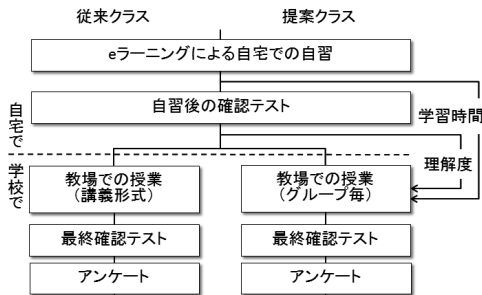 従来クラス
提案クラス
eラーニングによる自宅での自習
自習後の確認テスト
学習時間
理解度
自宅で
学校で
教場での授業
(講義形式)
教場での授業
(グループ毎)
最終確認テスト
最終確認テスト
アンケート
アンケート